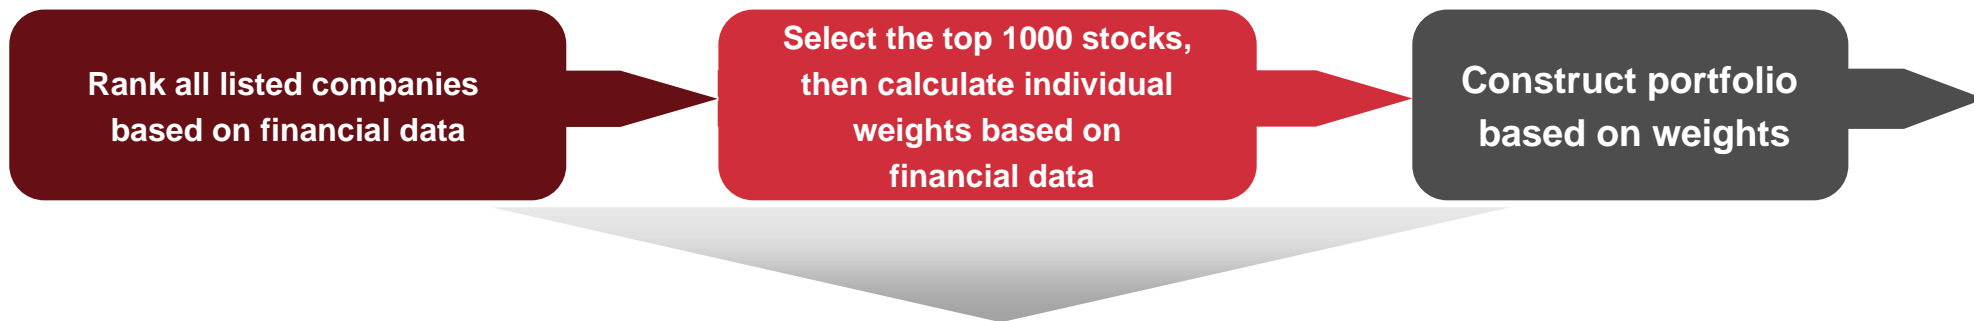 Rank all listed companies
based on financial data
Select the top 1000 stocks,
then calculate individual
weights based on
financial data
Construct portfolio
based on weights